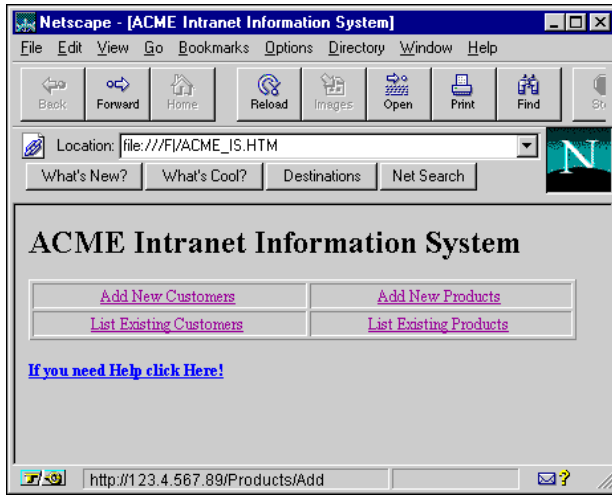 Netscape - [ACME Intranet Information System]
File Edit View Go Bookmarks Options Directory Window Help
Back Forward Home Reload Images Open Print Find
Location: file:///F|/ACME_IS.HTM
N
What's New? What's Cool? Destinations Net Search
ACME Intranet Information System
Add New Customers Add New Products
List Existing Customers List Existing Products
If you need Help click Here!
http://123.4.567.89/Products/Add